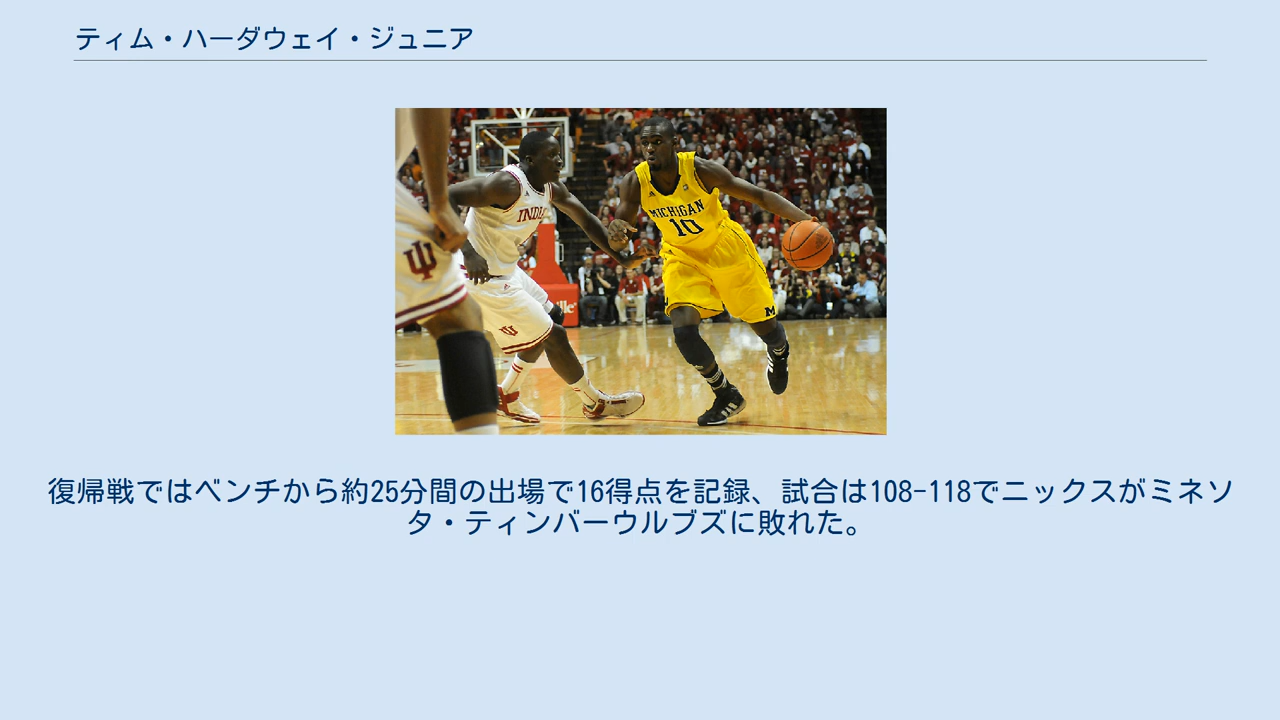 ティム・ハーダウェイ・ジュニア
INDI
MICHIGAN
10
M
復帰戦ではベンチから約25分間の出場で16得点を記録、試合は108-118でニックスがミネソ
タ・ティンバーウルブズに敗れた。